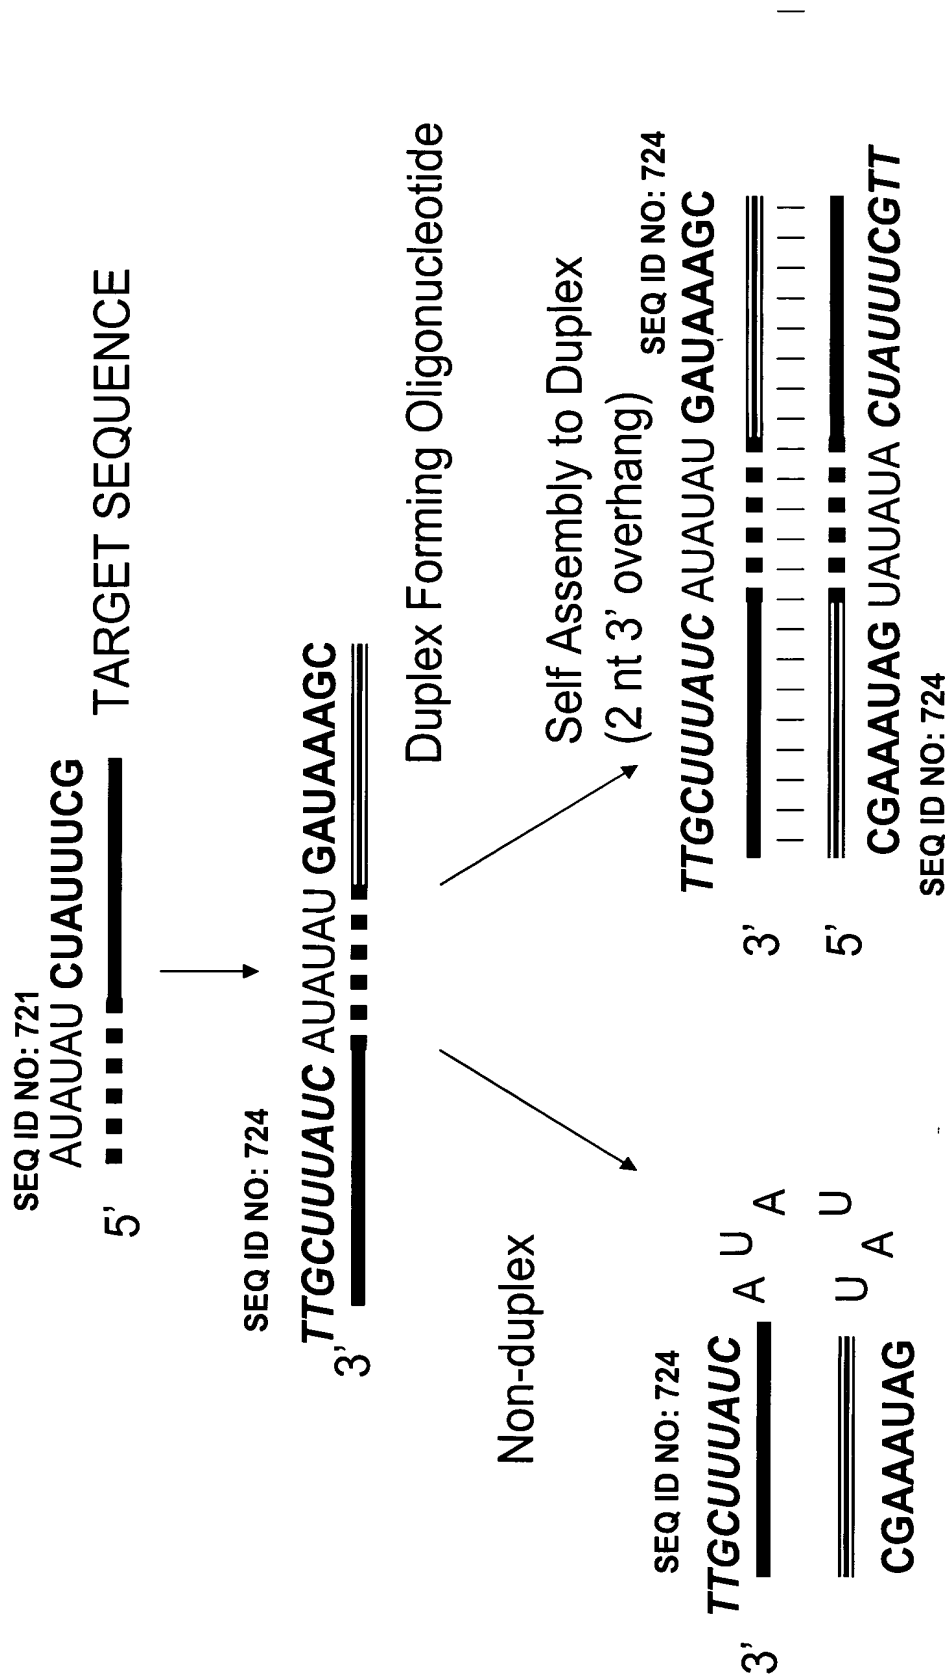 SEQ ID NO: 721
AUAUAU CUAUUUCG
5’
TARGET SEQUENCE
SEQ ID NO: 724
TTGCUUUAUC AUAUAU GAUAAAGC
3’
Duplex Forming Oligonucleotide
Non-duplex
SEQ ID NO: 724
TTGCUUUAUC
3’
A U A
U
A
U
CGAAAUAG
Self Assembly to Duplex
(2 nt 3’ overhang)
SEQ ID NO: 724
TTGCUUUAUC AUAUAU GAUAAAGC
3’
5’
CGAAAUAG UAUAUA CUAUUUCGTT
SEQ ID NO: 724